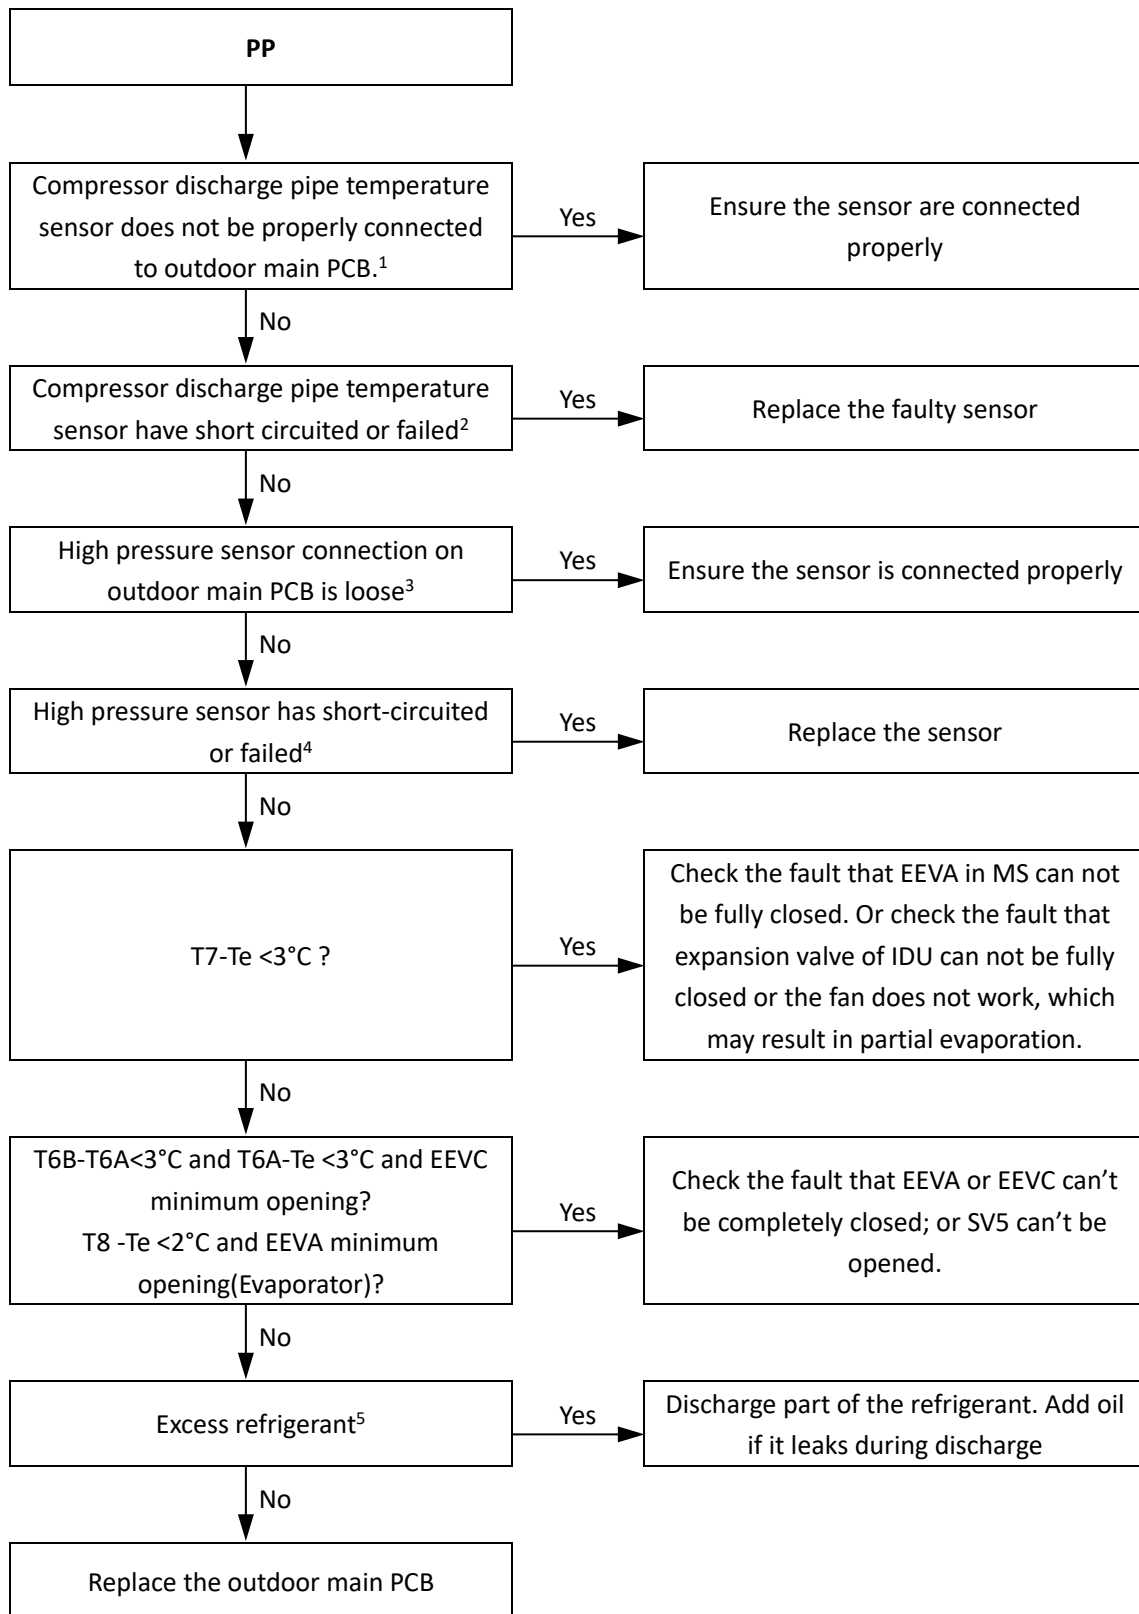 PP
Compressor discharge pipe temperature
sensor does not be properly connected
to outdoor main PCB.1
Yes
Ensure the sensor are connected
properly
No
Compressor discharge pipe temperature
sensor have short circuited or failed2
Yes
Replace the faulty sensor
No
High pressure sensor connection on
outdoor main PCB is loose3
Yes
Ensure the sensor is connected properly
No
High pressure sensor has short-circuited
or failed4
Yes
Replace the sensor
No
T7-Te <3°C ?
Yes
Check the fault that EEVA in MS can not
be fully closed. Or check the fault that
expansion valve of IDU can not be fully
closed or the fan does not work, which
may result in partial evaporation.
No
T6B-T6A<3°C and T6A-Te <3°C and EEVC
minimum opening?
T8 -Te <2°C and EEVA minimum
opening(Evaporator)?
Yes
Check the fault that EEVA or EEVC can’t
be completely closed; or SV5 can’t be
opened.
No
Excess refrigerant5
Yes
Discharge part of the refrigerant. Add oil
if it leaks during discharge
No
Replace the outdoor main PCB